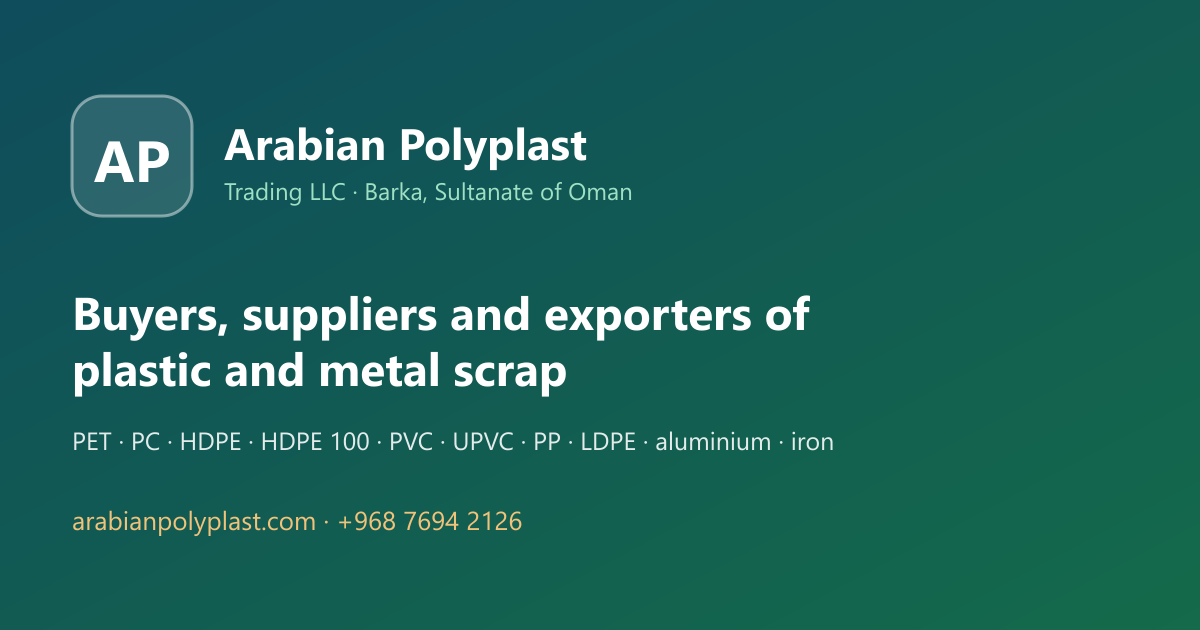 AP
Arabian Polyplast
Trading LLC · Barka, Sultanate of Oman
Buyers, suppliers and exporters of
plastic and metal scrap
PET · PC · HDPE · HDPE 100 · PVC · UPVC · PP · LDPE · aluminium · iron
arabianpolyplast.com · +968 7694 2126